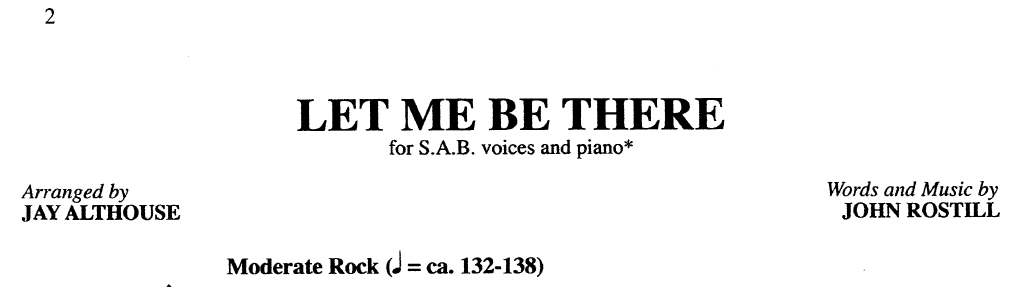 2
LET ME BE THERE
for S.A.B. voices and piano*
Arranged by
JAY ALTHOUSE
Words and Music by
JOHN ROSTILL
Moderate Rock (♩ = ca. 132-138)